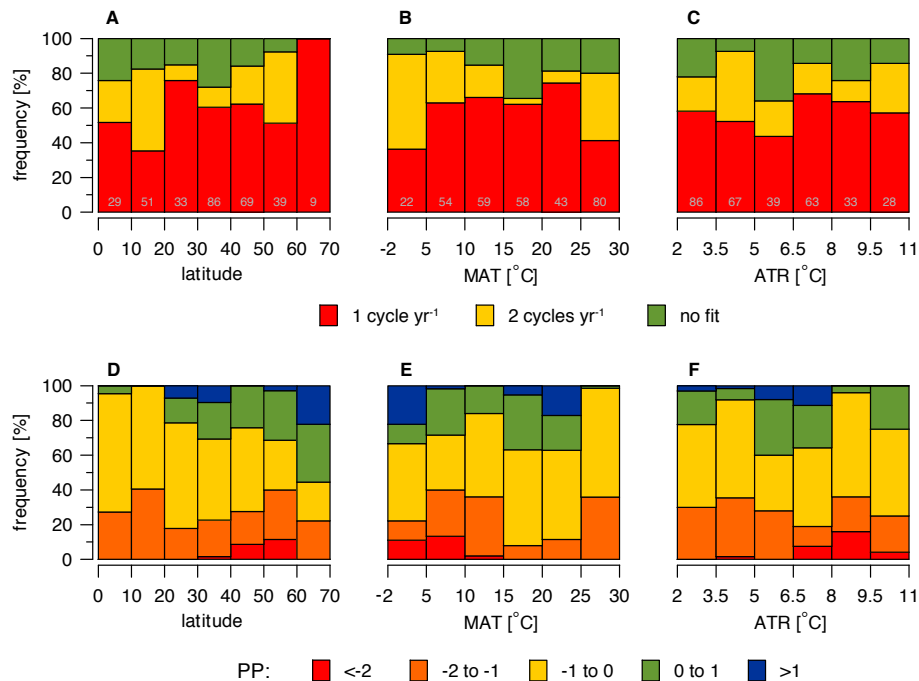 A B C
frequency [%]
100
80
60
40
20
0
29 51 33 86 69 39 9
22 54 59 58 43 80
86 67 39 63 33 28
0 10 20 30 40 50 60 70
-2 5 10 15 20 25 30
2 3.5 5 6.5 8 9.5 11
latitude MAT [°C] ATR [°C]
1 cycle yr⁻¹ 2 cycles yr⁻¹ no fit
D E F
frequency [%]
100
80
60
40
20
0
0 10 20 30 40 50 60 70
-2 5 10 15 20 25 30
2 3.5 5 6.5 8 9.5 11
latitude MAT [°C] ATR [°C]
PP: <-2 -2 to -1 -1 to 0 0 to 1 >1